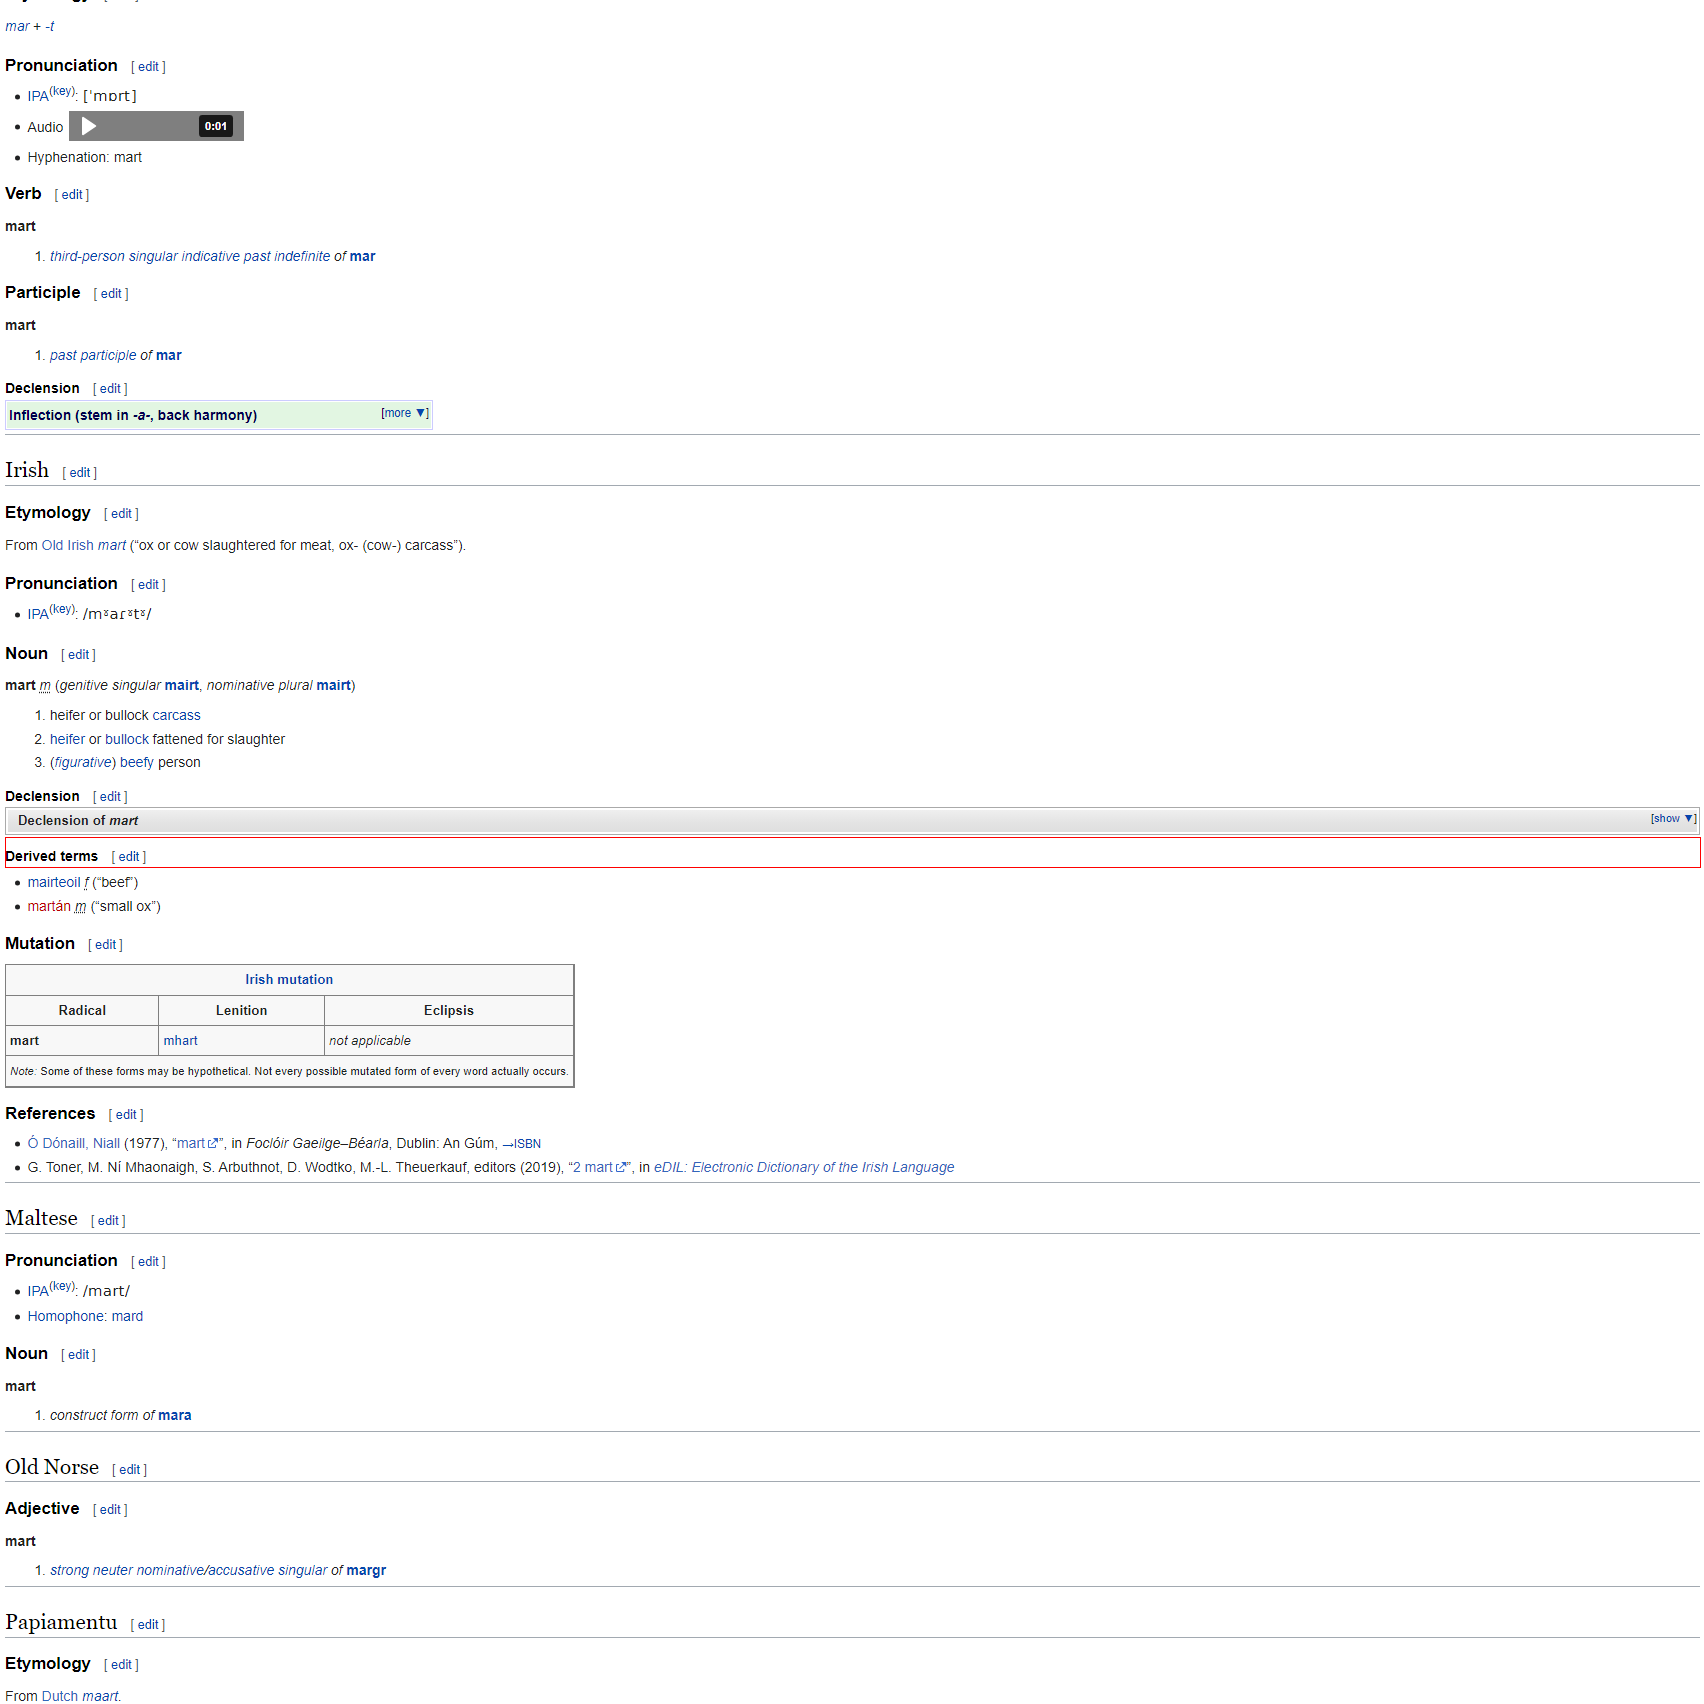 mar + -t
Pronunciation [ edit ]
IPA(key): [ˈmɒrt]
Audio 0:01
Hyphenation: mart
Verb [ edit ]
mart
1. third-person singular indicative past indefinite of mar
Participle [ edit ]
mart
1. past participle of mar
Declension [ edit ]
Inflection (stem in -a-, back harmony) [more ▼]
Irish [ edit ]
Etymology [ edit ]
From Old Irish mart (“ox or cow slaughtered for meat, ox- (cow-) carcass”).
Pronunciation [ edit ]
IPA(key): /mˠaɾˠtˠ/
Noun [ edit ]
mart m (genitive singular mairt, nominative plural mairt)
1. heifer or bullock carcass
2. heifer or bullock fattened for slaughter
3. (figurative) beefy person
Declension [ edit ]
Declension of mart [show ▼]
Derived terms [ edit ]
mairteoil f (“beef”)
martán m (“small ox”)
Mutation [ edit ]
Irish mutation
Radical Lenition Eclipsis
mart mhart not applicable
Note: Some of these forms may be hypothetical. Not every possible mutated form of every word actually occurs.
References [ edit ]
Ó Dónaill, Niall (1977), “mart”, in Foclóir Gaeilge–Béarla, Dublin: An Gúm, →ISBN
G. Toner, M. Ní Mhaonaigh, S. Arbuthnot, D. Wodtko, M.-L. Theuerkauf, editors (2019), “2 mart”, in eDIL: Electronic Dictionary of the Irish Language
Maltese [ edit ]
Pronunciation [ edit ]
IPA(key): /mart/
Homophone: mard
Noun [ edit ]
mart
1. construct form of mara
Old Norse [ edit ]
Adjective [ edit ]
mart
1. strong neuter nominative/accusative singular of margr
Papiamentu [ edit ]
Etymology [ edit ]
From Dutch maart.